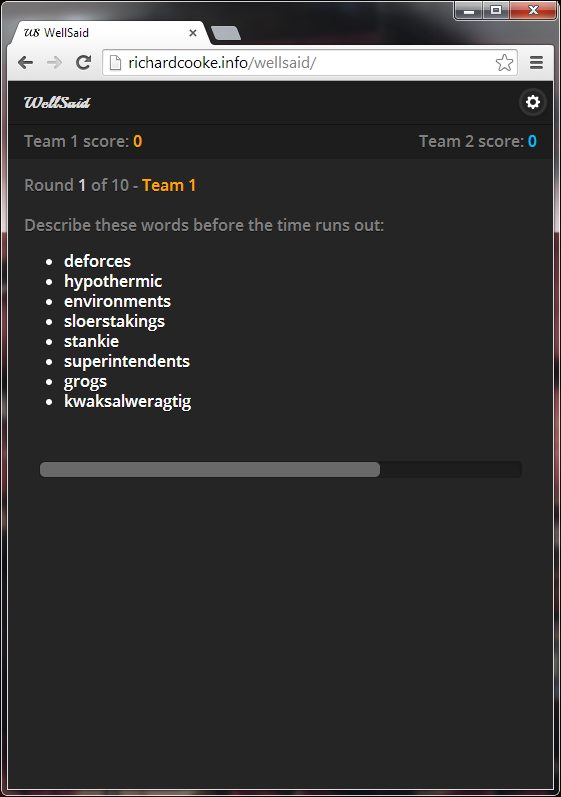 WS WellSaid
richardcooke.info/wellsaid/
WellSaid
Team 1 score: 0 Team 2 score: 0
Round 1 of 10 - Team 1
Describe these words before the time runs out:
• deforces
• hypothermic
• environments
• sloerstakings
• stankie
• superintendents
• grogs
• kwaksalweragtig